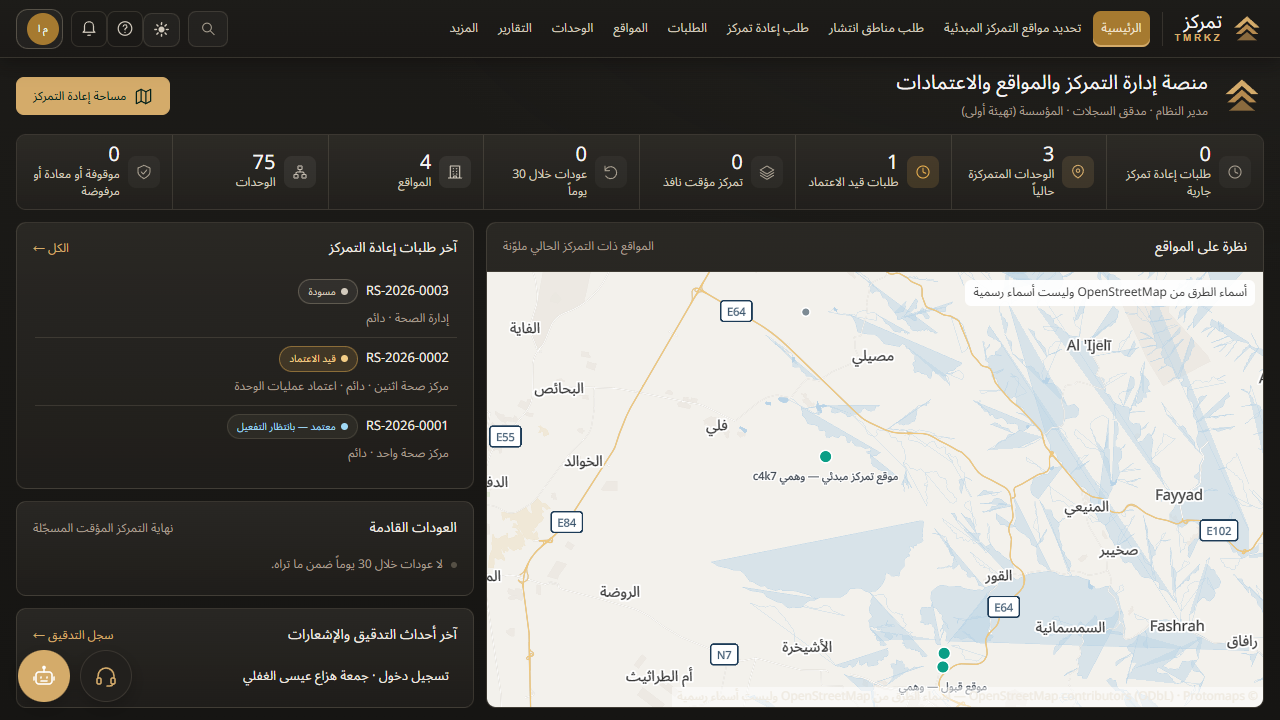 تمركز
TMRKZ
الرئيسية
تحديد مواقع التمركز المبدئية
طلب مناطق انتشار
طلب إعادة تمركز
الطلبات
المواقع
الوحدات
التقارير
المزيد
م ا
منصة إدارة التمركز والمواقع والاعتمادات
مدير النظام · مدقق السجلات · المؤسسة (تهيئة أولى)
مساحة إعادة التمركز
0
طلبات إعادة تمركز جارية
3
الوحدات المتمركزة حالياً
1
طلبات قيد الاعتماد
0
تمركز مؤقت نافذ
0
عودات خلال 30 يوماً
4
المواقع
75
الوحدات
0
موقوفة أو معادة أو مرفوضة
نظرة على المواقع
المواقع ذات التمركز الحالي ملوّنة
أسماء الطرق من OpenStreetMap وليست أسماء رسمية
E64
الغاية
مصيلي
Al 'Ijelī
البحائص
فلي
E55
الخوالد
موقع تمركز مبدئي — وهمي c4k7
Fayyad
المنيعي
E84
E102
صخيبر
القور
الروضة
E64
السمسمانية
Fashrah
رافاق
الأشيخرة
N7
أم الطرائيث
موقع قبول — وهمي
© OpenStreetMap contributors (ODbL) · Protomaps
آخر طلبات إعادة التمركز
الكل ←
RS-2026-0003
مسودة
إدارة الصحة · دائم
RS-2026-0002
قيد الاعتماد
مركز صحة اثنين · دائم · اعتماد عمليات الوحدة
RS-2026-0001
معتمد — بانتظار التفعيل
مركز صحة واحد · دائم
العودات القادمة
نهاية التمركز المؤقت المسجّلة
لا عودات خلال 30 يوماً ضمن ما تراه.
آخر أحداث التدقيق والإشعارات
سجل التدقيق ←
تسجيل دخول · جمعة هزاع عيسى الغفلي